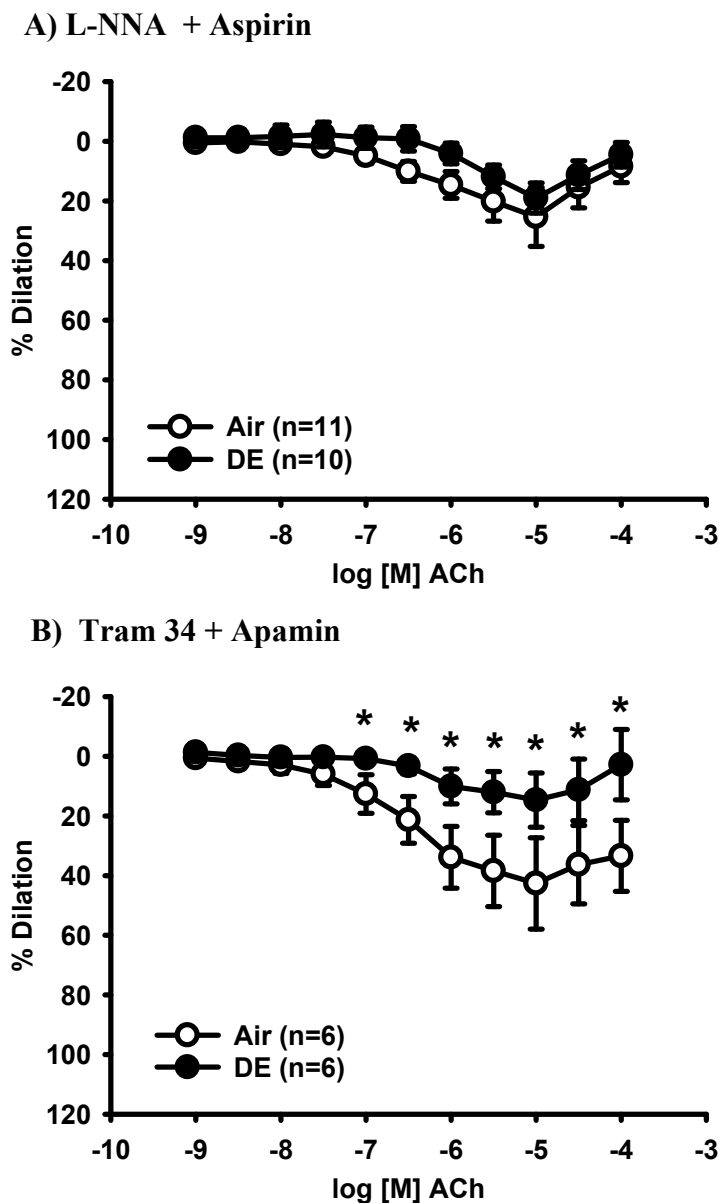 A) L-NNA + Aspirin
-20
0
20
40
60
80
100
120
% Dilation
Air (n=11)
DE (n=10)
-10 -9 -8 -7 -6 -5 -4 -3
log [M] ACh
B) Tram 34 + Apamin
-20
0
20
40
60
80
100
120
% Dilation
* * * * * * *
Air (n=6)
DE (n=6)
-10 -9 -8 -7 -6 -5 -4 -3
log [M] ACh